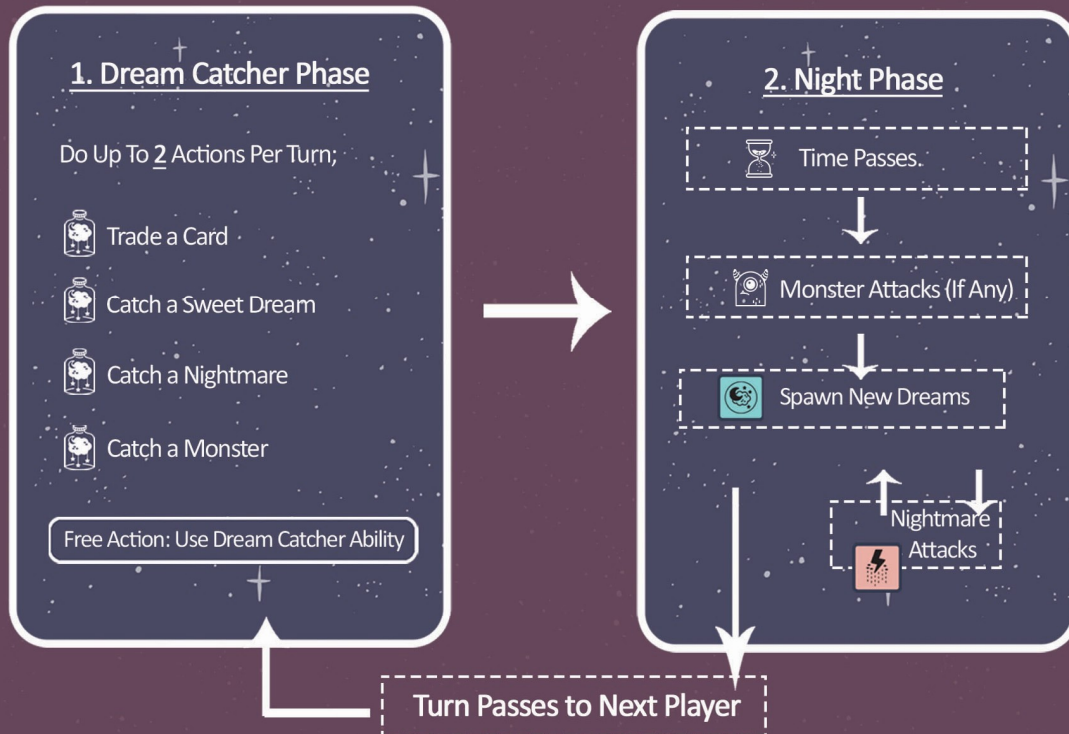 1. Dream Catcher Phase
Do Up To 2 Actions Per Turn;
Trade a Card
Catch a Sweet Dream
Catch a Nightmare
Catch a Monster
Free Action: Use Dream Catcher Ability
2. Night Phase
Time Passes.
Monster Attacks (If Any)
Spawn New Dreams
Nightmare
Attacks
Turn Passes to Next Player